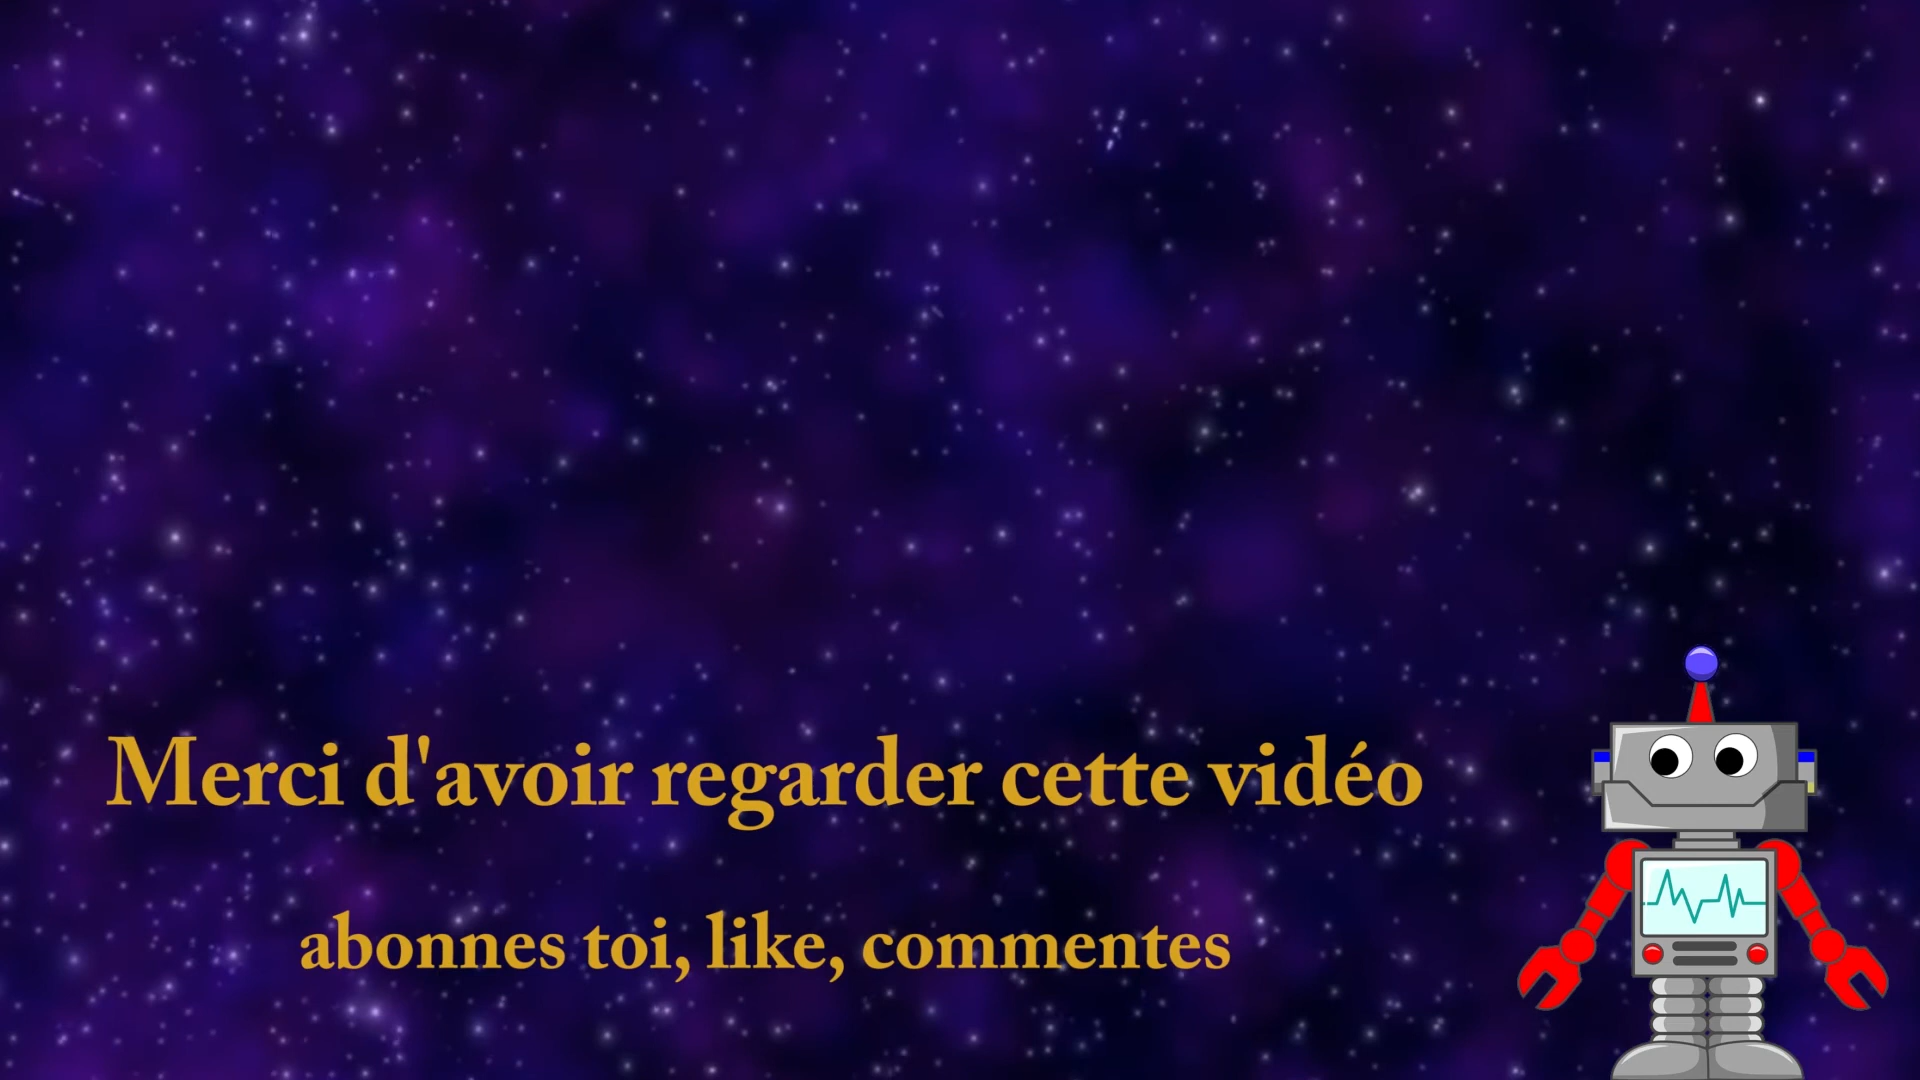 Merci d'avoir regarder cette vidéo
abonnes toi, like, commentes